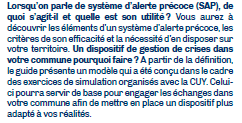 Lorsqu'on parle de système d'alerte précoce (SAP), de
quoi s'agit-il et quelle est son utilité ? Vous aurez à
découvrir les éléments d'un système d'alerte précoce, les
critères de son efficacité et la nécéssité d'en disposer sur
votre territoire. Un dispositif de gestion de crises dans
votre commune pourquoi faire ? A partir de la définition,
le guide présente un modèle qui a été conçu dans le cadre
des exercices de simulation organisés avec la CUY. Celui-
ci pourra servir de base pour engager les échanges dans
votre commune afin de mettre en place un dispositif plus
adapté à vos réalités.